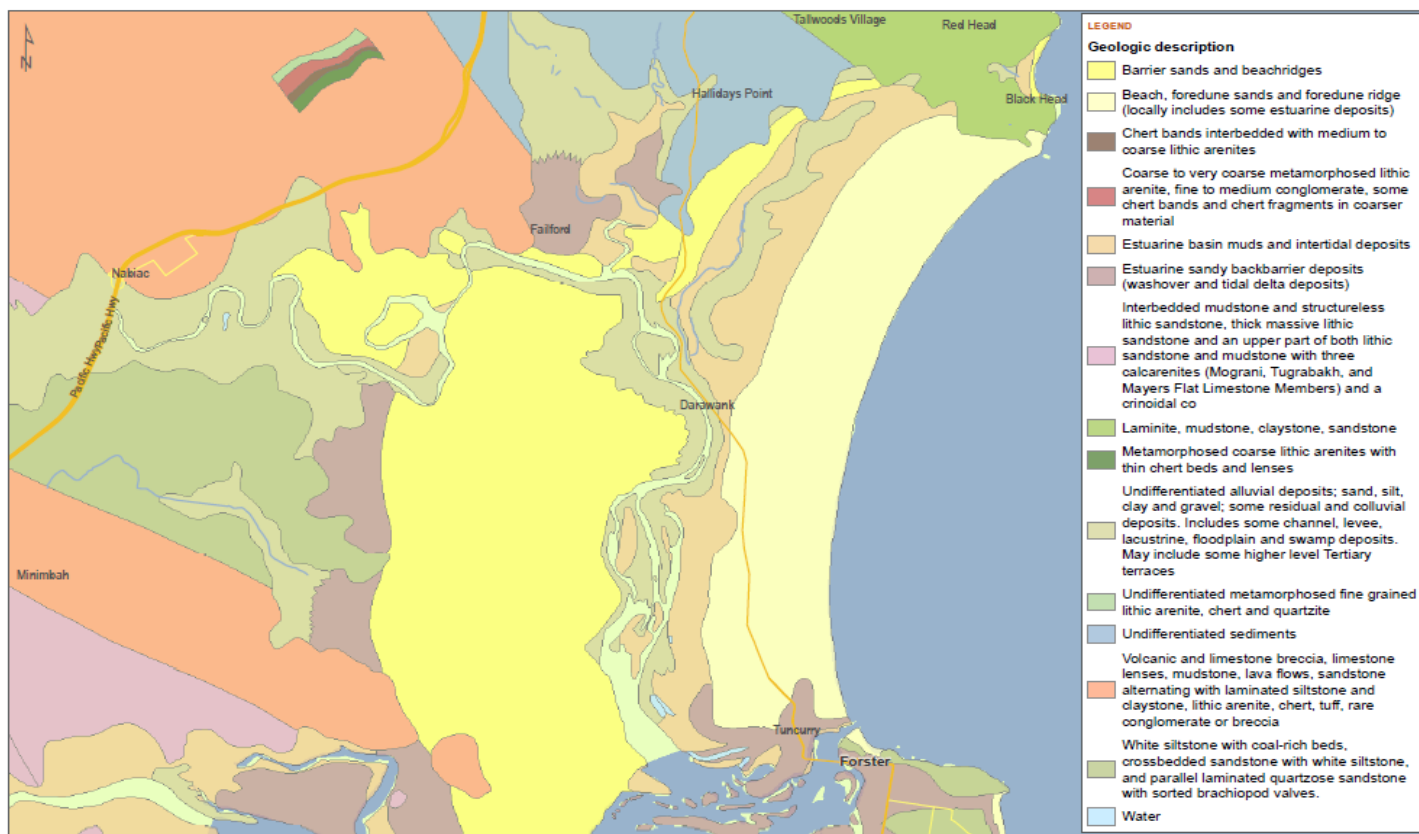 Tallwoods Village
Red Head
N
Hallidays Point
Black Head
Failford
Nabiac
Pacific Hwy
Pacific Hwy
Darawank
Minimbah
Tuncurry
Forster
LEGEND
Geologic description
Barrier sands and beachridges
Beach, foredune sands and foredune ridge
(locally includes some estuarine deposits)
Chert bands interbedded with medium to
coarse lithic arenites
Coarse to very coarse metamorphosed lithic
arenite, fine to medium conglomerate, some
chert bands and chert fragments in coarser
material
Estuarine basin muds and intertidal deposits
Estuarine sandy backbarrier deposits
(washover and tidal delta deposits)
Interbedded mudstone and structureless
lithic sandstone, thick massive lithic
sandstone and an upper part of both lithic
sandstone and mudstone with three
calcarenites (Mograni, Tugrabakh, and
Mayers Flat Limestone Members) and a
crinoidal co
Laminite, mudstone, claystone, sandstone
Metamorphosed coarse lithic arenites with
thin chert beds and lenses
Undifferentiated alluvial deposits; sand, silt,
clay and gravel; some residual and colluvial
deposits. Includes some channel, levee,
lacustrine, floodplain and swamp deposits.
May include some higher level Tertiary
terraces
Undifferentiated metamorphosed fine grained
lithic arenite, chert and quartzite
Undifferentiated sediments
Volcanic and limestone breccia, limestone
lenses, mudstone, lava flows, sandstone
alternating with laminated siltstone and
claystone, lithic arenite, chert, tuff, rare
conglomerate or breccia
White siltstone with coal-rich beds,
crossbedded sandstone with white siltstone,
and parallel laminated quartzose sandstone
with sorted brachiopod valves.
Water